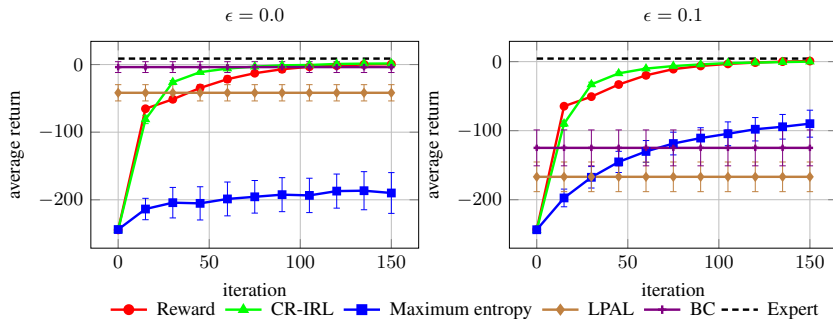 ϵ = 0.0
ϵ = 0.1
average return
0
−100
−200
0 50 100 150
iteration
average return
0
−100
−200
0 50 100 150
iteration
Reward CR-IRL Maximum entropy LPAL BC Expert